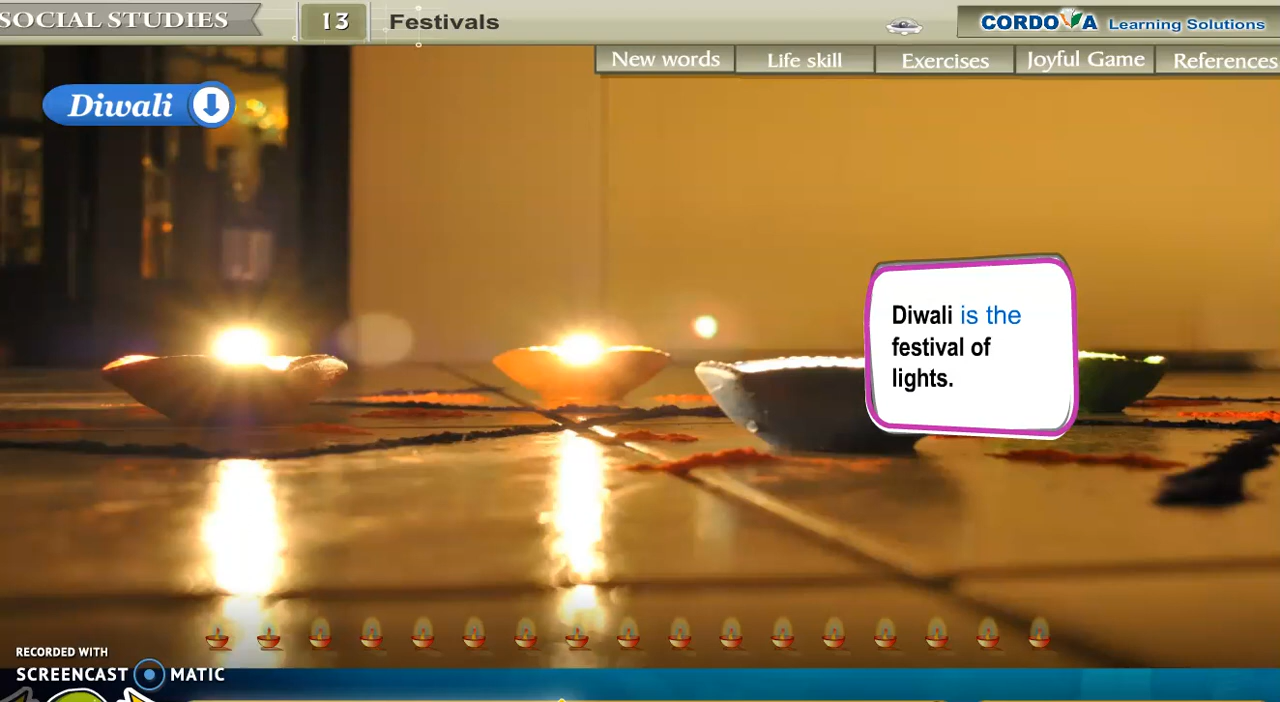 SOCIAL STUDIES
13
Festivals
CORDOVA Learning Solutions
New words
Life skill
Exercises
Joyful Game
References
Diwali
Diwali is the
festival of
lights.
RECORDED WITH
SCREENCAST MATIC